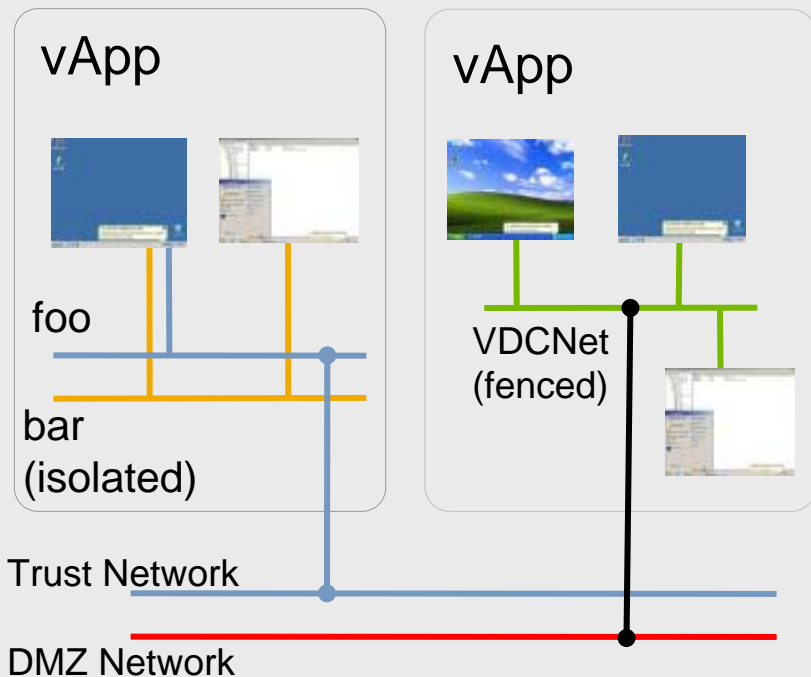 vApp
foo
bar
(isolated)
vApp
VDCNet
(fenced)
Trust Network
DMZ Network